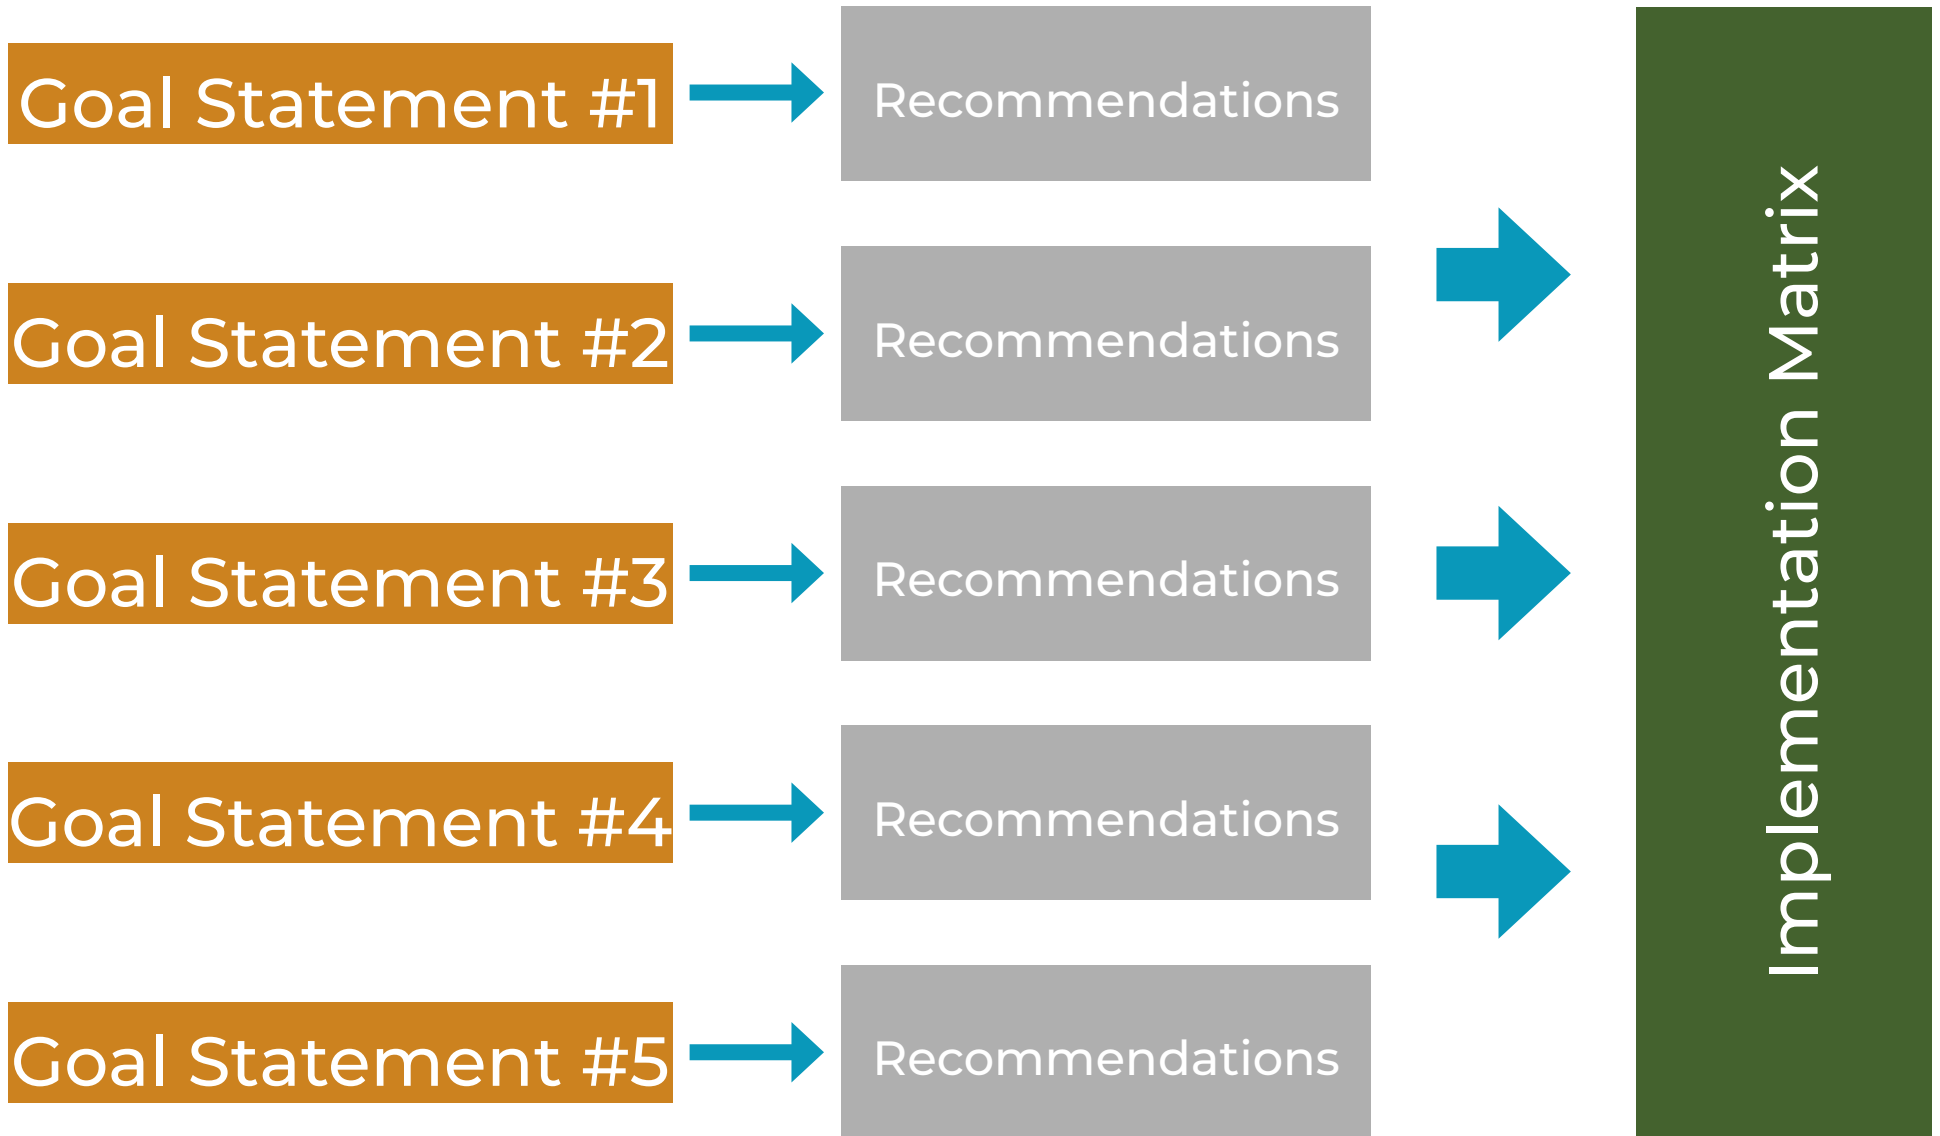 Goal Statement #1
Recommendations
Goal Statement #2
Recommendations
Goal Statement #3
Recommendations
Goal Statement #4
Recommendations
Goal Statement #5
Recommendations
Implementation Matrix